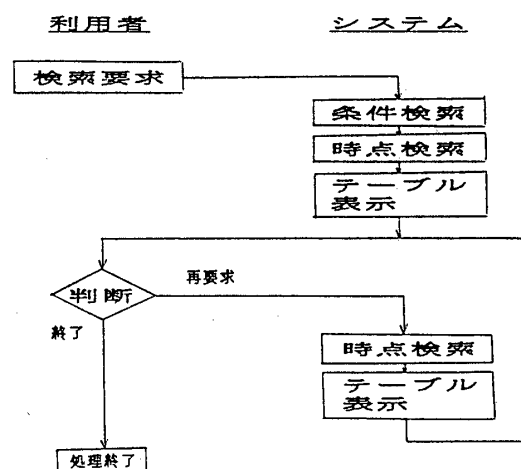 利用者
システム
検索要求
条件検索
時点検索
テーブル
表示
判断
再要求
終了
時点検索
テーブル
表示
処理終了